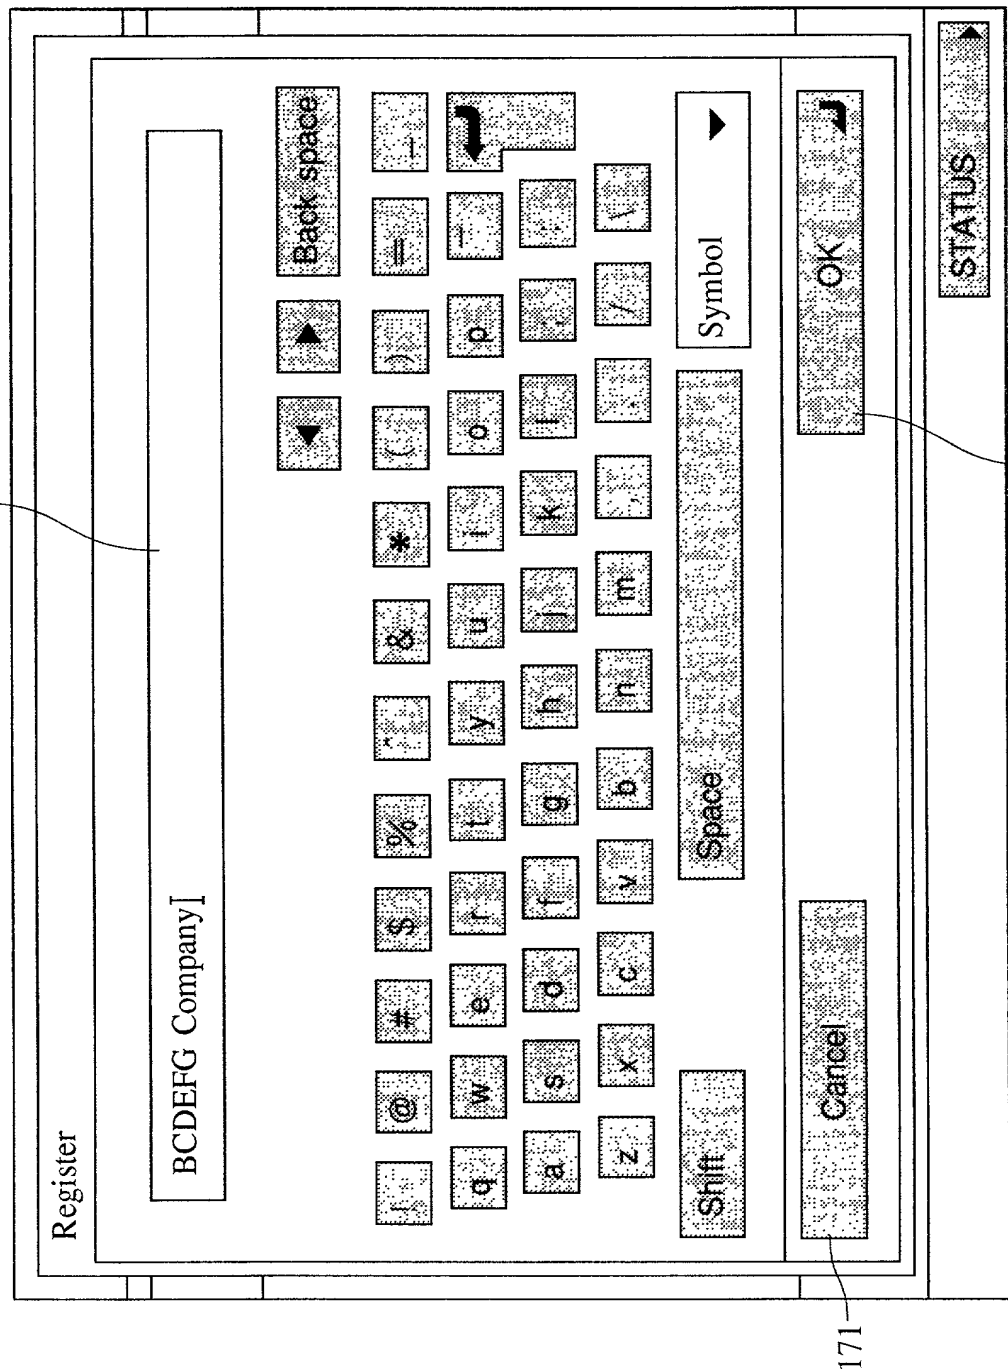 Register
BCDEFG Company
Back space
! @ # $ % ^ & * ( ) = –
q w e r t y u i o p —
a s d f g h j k l ; :
z x c v b n m , . / \
Shift Space Symbol
Cancel OK
171
STATUS